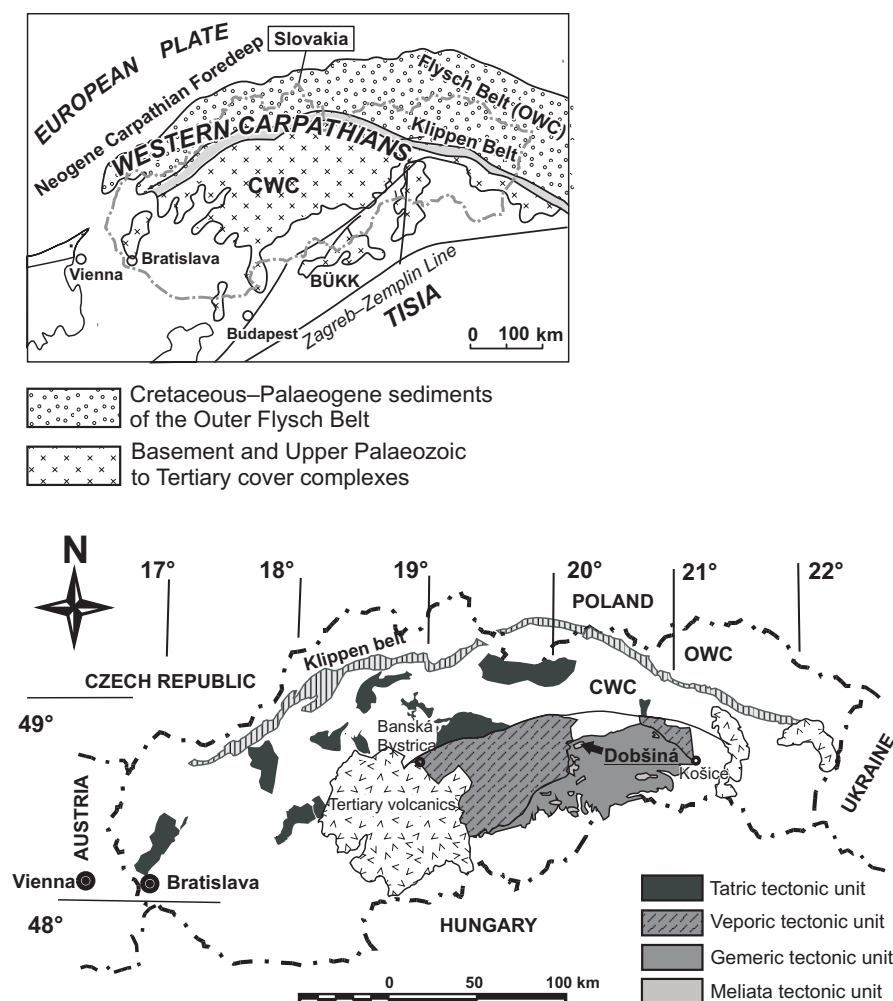 EUROPEAN PLATE
Neogene Carpathian Foredeep
Slovakia
Flysch Belt (OWC)
Klippen Belt
WESTERN CARPATHIANS
CWC
Vienna
Bratislava
BÜKK
Budapest
Zagreb–Zemplin Line
TISIA
0 100 km
Cretaceous–Palaeogene sediments
of the Outer Flysch Belt
Basement and Upper Palaeozoic
to Tertiary cover complexes
N
17° 18° 19° 20° 21° 22°
POLAND
Klippen belt
OWC
CZECH REPUBLIC
CWC
49°
Banská
Bystrica
Dobšiná
Košice
UKRAINE
Tertiary volcanics
AUSTRIA
Vienna
Bratislava
48°
HUNGARY
Tatric tectonic unit
Veporic tectonic unit
Gemeric tectonic unit
Meliata tectonic unit
0 50 100 km